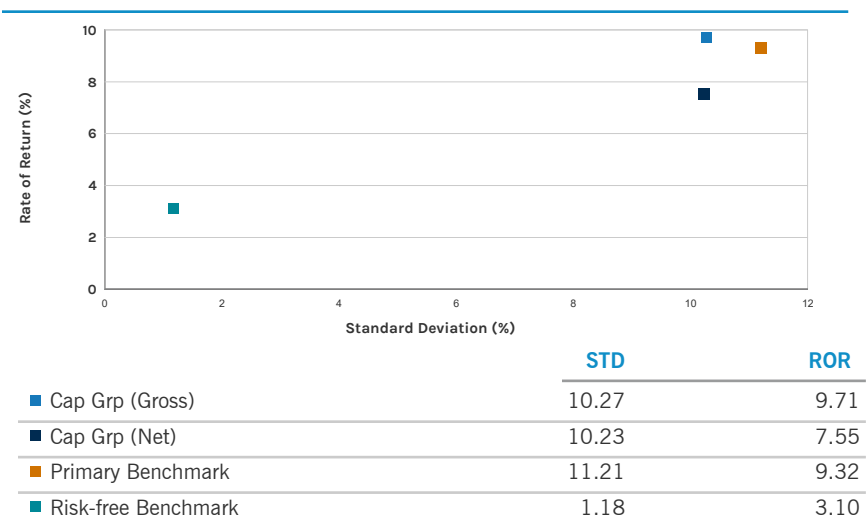 10
8
6
4
2
0
Rate of Return (%)
0 2 4 6 8 10 12
Standard Deviation (%)
STD ROR
Cap Grp (Gross) 10.27 9.71
Cap Grp (Net) 10.23 7.55
Primary Benchmark 11.21 9.32
Risk-free Benchmark 1.18 3.10